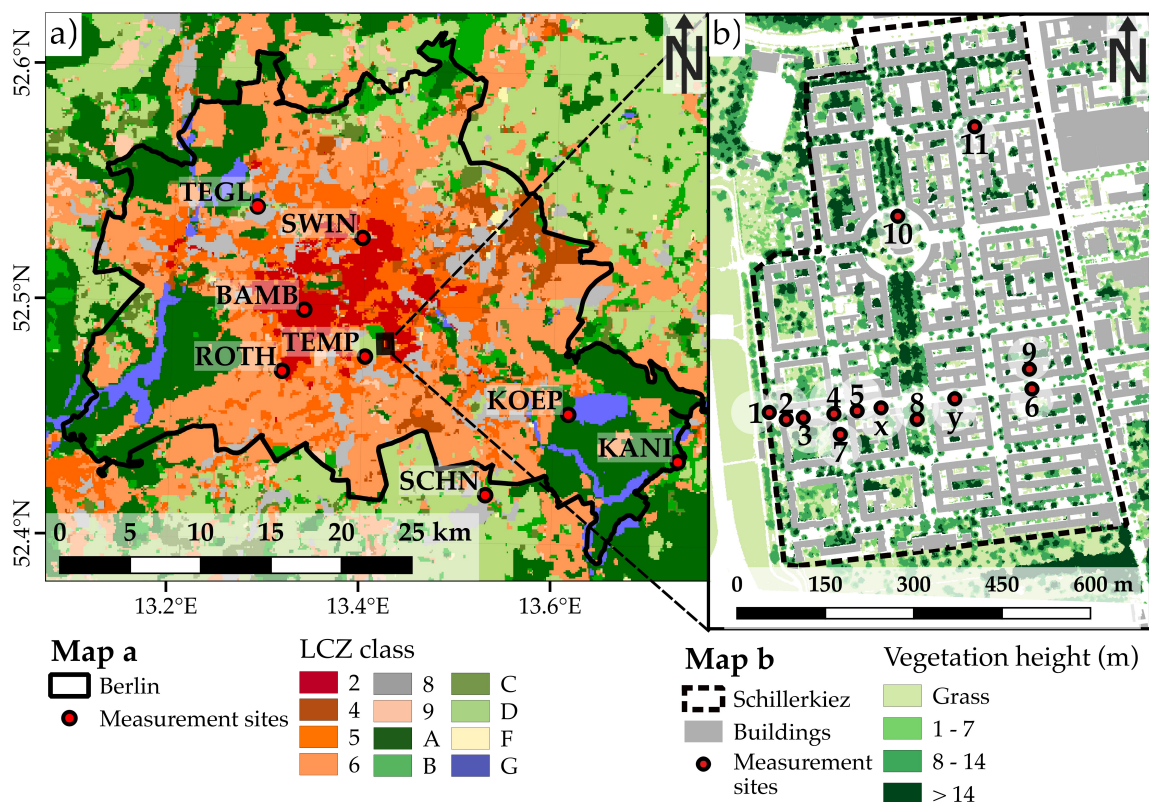 a)
N
b)
N
52.6°N
52.5°N
52.4°N
TEGL
SWIN
BAMB
TEMP
ROTH
KOEP
KANI
SCHN
0 5 10 15 20 25 km
13.2°E 13.4°E 13.6°E
11
10
9
1 2 3 4 5 x 8 y 6
7
0 150 300 450 600 m
Map a
Berlin
Measurement sites
LCZ class
2 8 C
4 9 D
5 A F
6 B G
Map b
Schillerkiez
Buildings
Measurement
sites
Vegetation height (m)
Grass
1 - 7
8 - 14
> 14